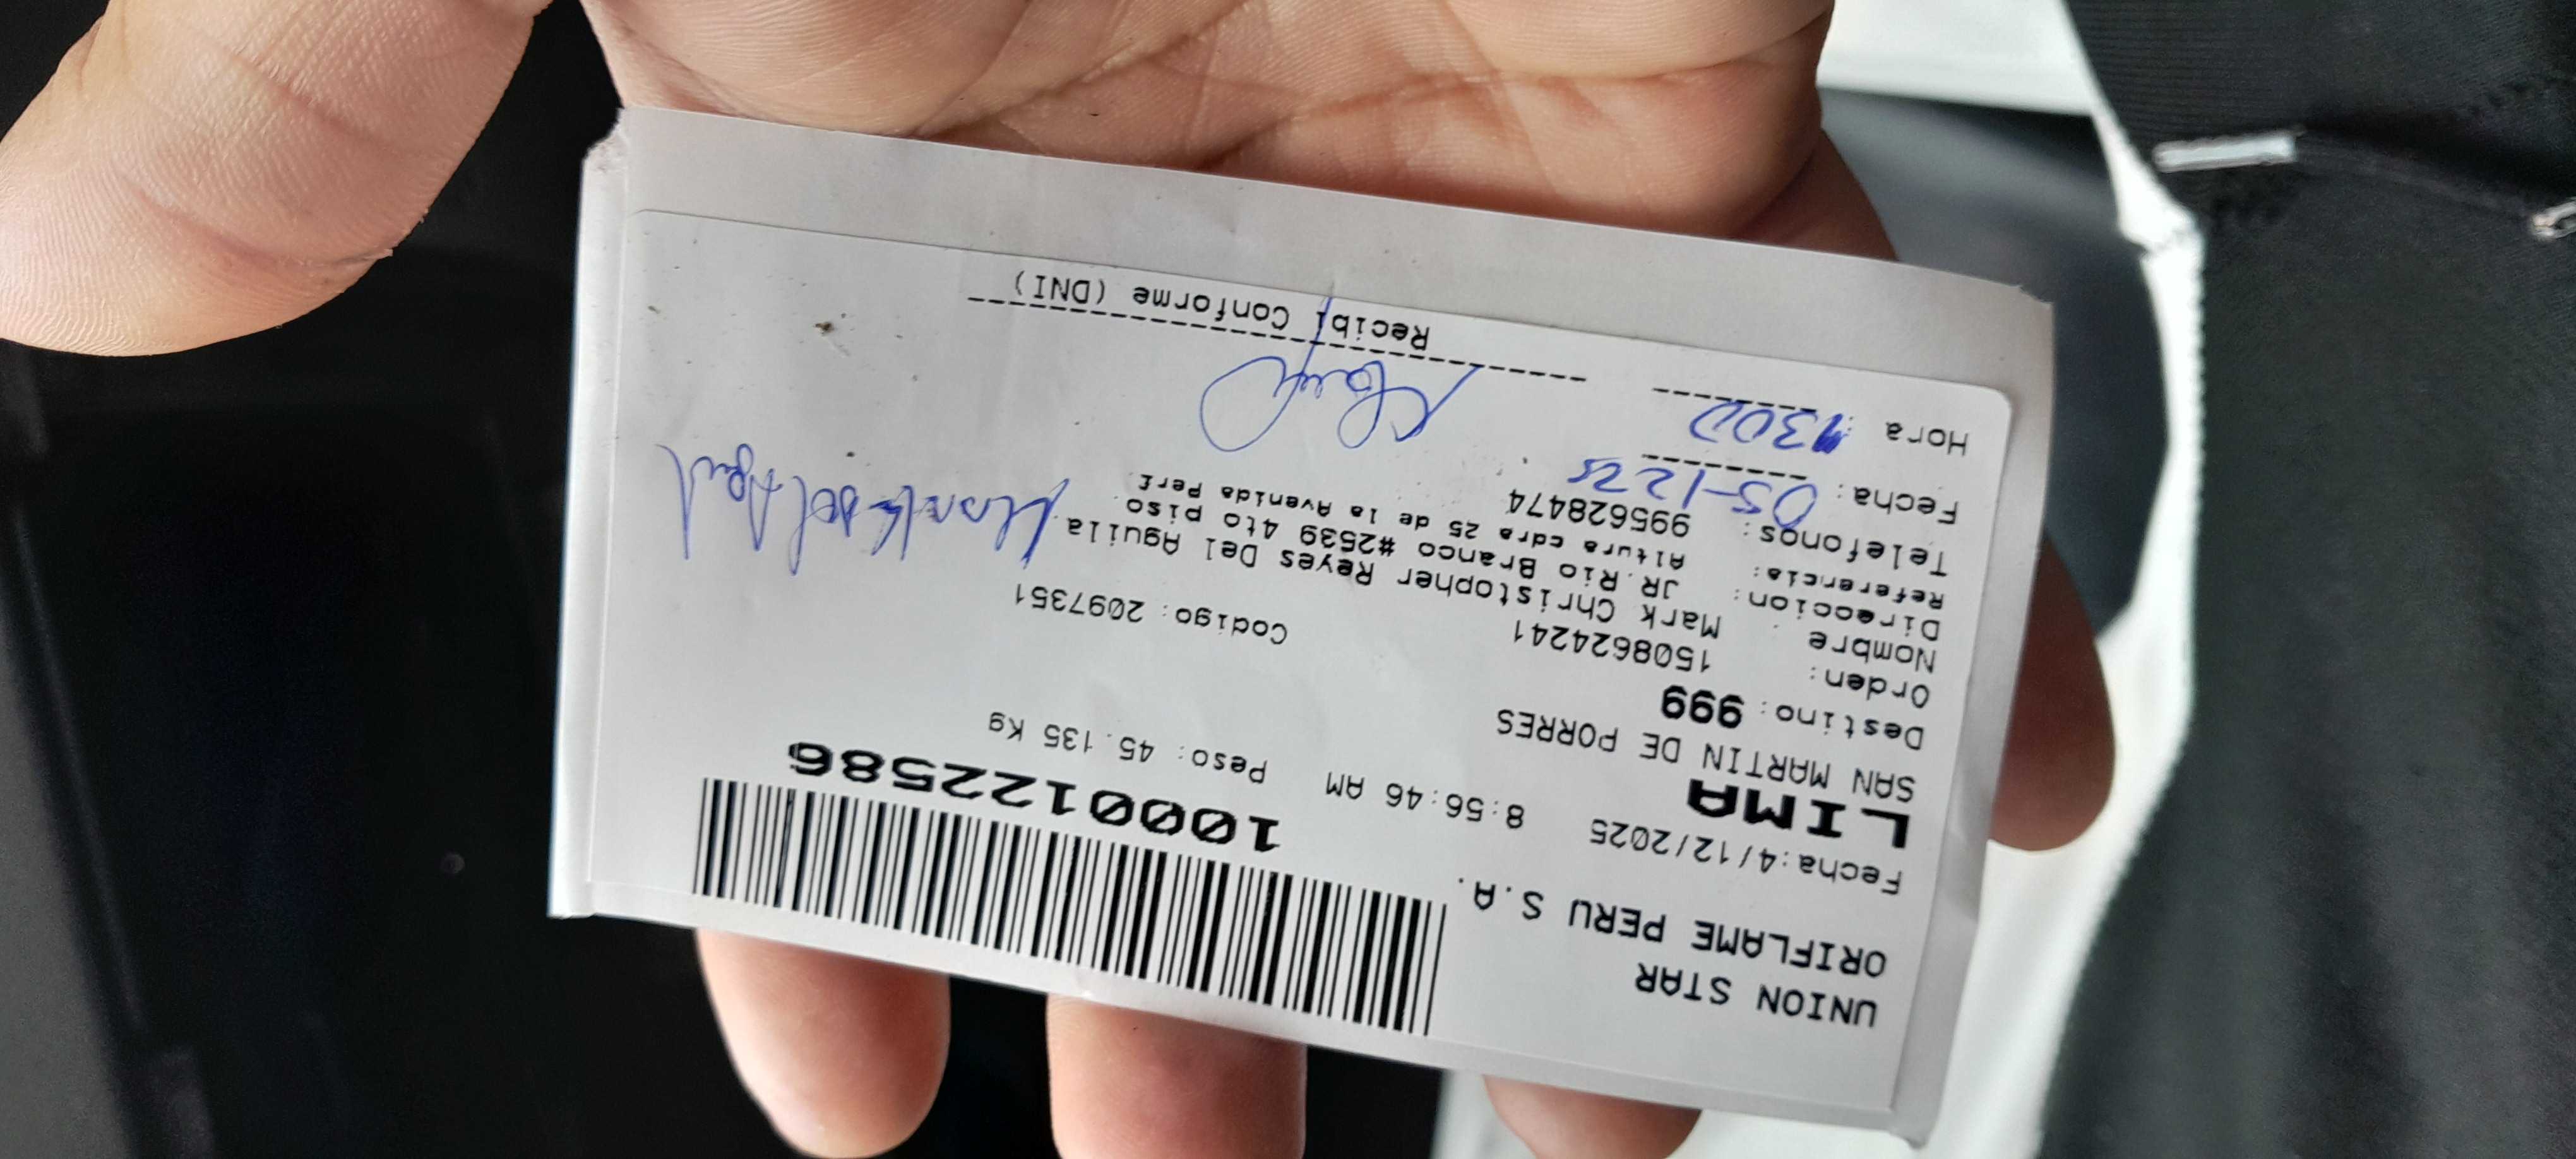 UNION STAR
ORIFLAME PERU S.A.
1000122586
Fecha:4/12/2025 8:56:46 AM Peso: 45.135 Kg
LIMA
SAN MARTIN DE PORRES
Destino: 999
Orden: 1508624241 Codigo: 2097351
Nombre : Mark Christopher Reyes Del Aguila
Direccion: JR.Rio Branco #2539 4to piso
Referencia: Altura cdra 25 de la Avenida Perú
Telefonos: 995628474
Fecha: 05-12 25
Hora : 1300
Recibí Conforme (DNI)